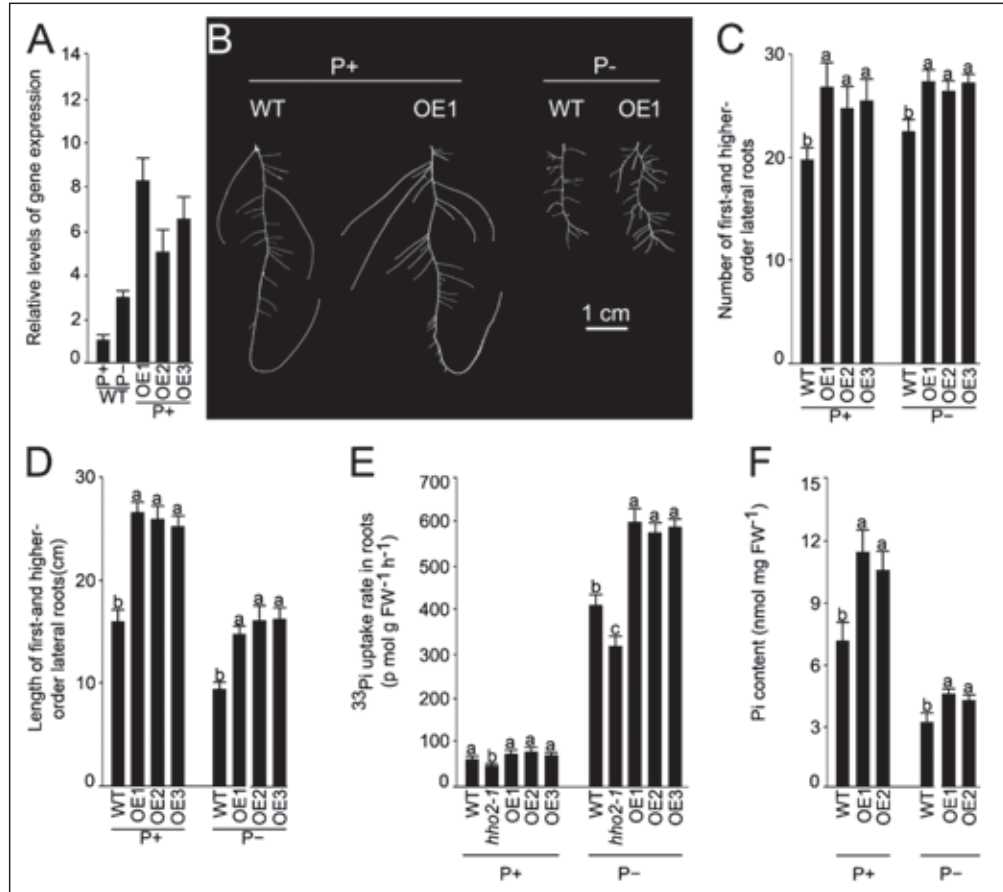 A
Relative levels of gene expression
14
12
10
8
6
4
2
0
P+
P-
OE1
OE2
OE3
WT
P+
B
P+
P-
WT
OE1
WT
OE1
1 cm
C
Number of first-and higher-
order lateral roots
30
20
10
0
b
a
a
a
b
a
a
a
WT
OE1
OE2
OE3
WT
OE1
OE2
OE3
P+
P−
D
Length of first-and higher-
order lateral roots(cm)
30
20
10
0
b
a
a
a
b
a
a
a
WT
OE1
OE2
OE3
WT
OE1
OE2
OE3
P+
P−
E
33Pi uptake rate in roots
(p mol g FW-1 h-1)
700
600
500
400
300
200
100
0
a
b
a
a
a
b
c
a
a
a
WT
hho2-1
OE1
OE2
OE3
WT
hho2-1
OE1
OE2
OE3
P+
P−
F
Pi content (nmol mg FW-1)
15
12
9
6
3
0
b
a
a
b
a
a
WT
OE1
OE2
WT
OE1
OE2
P+
P−